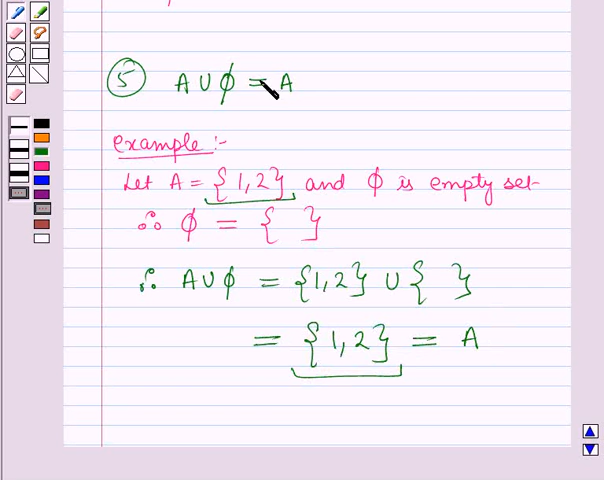 5 A ∪ ϕ = A
example :-
Let A = {1,2} and ϕ is empty set
∴ ϕ = { }
∴ A ∪ ϕ = {1,2} ∪ { }
= {1,2} = A